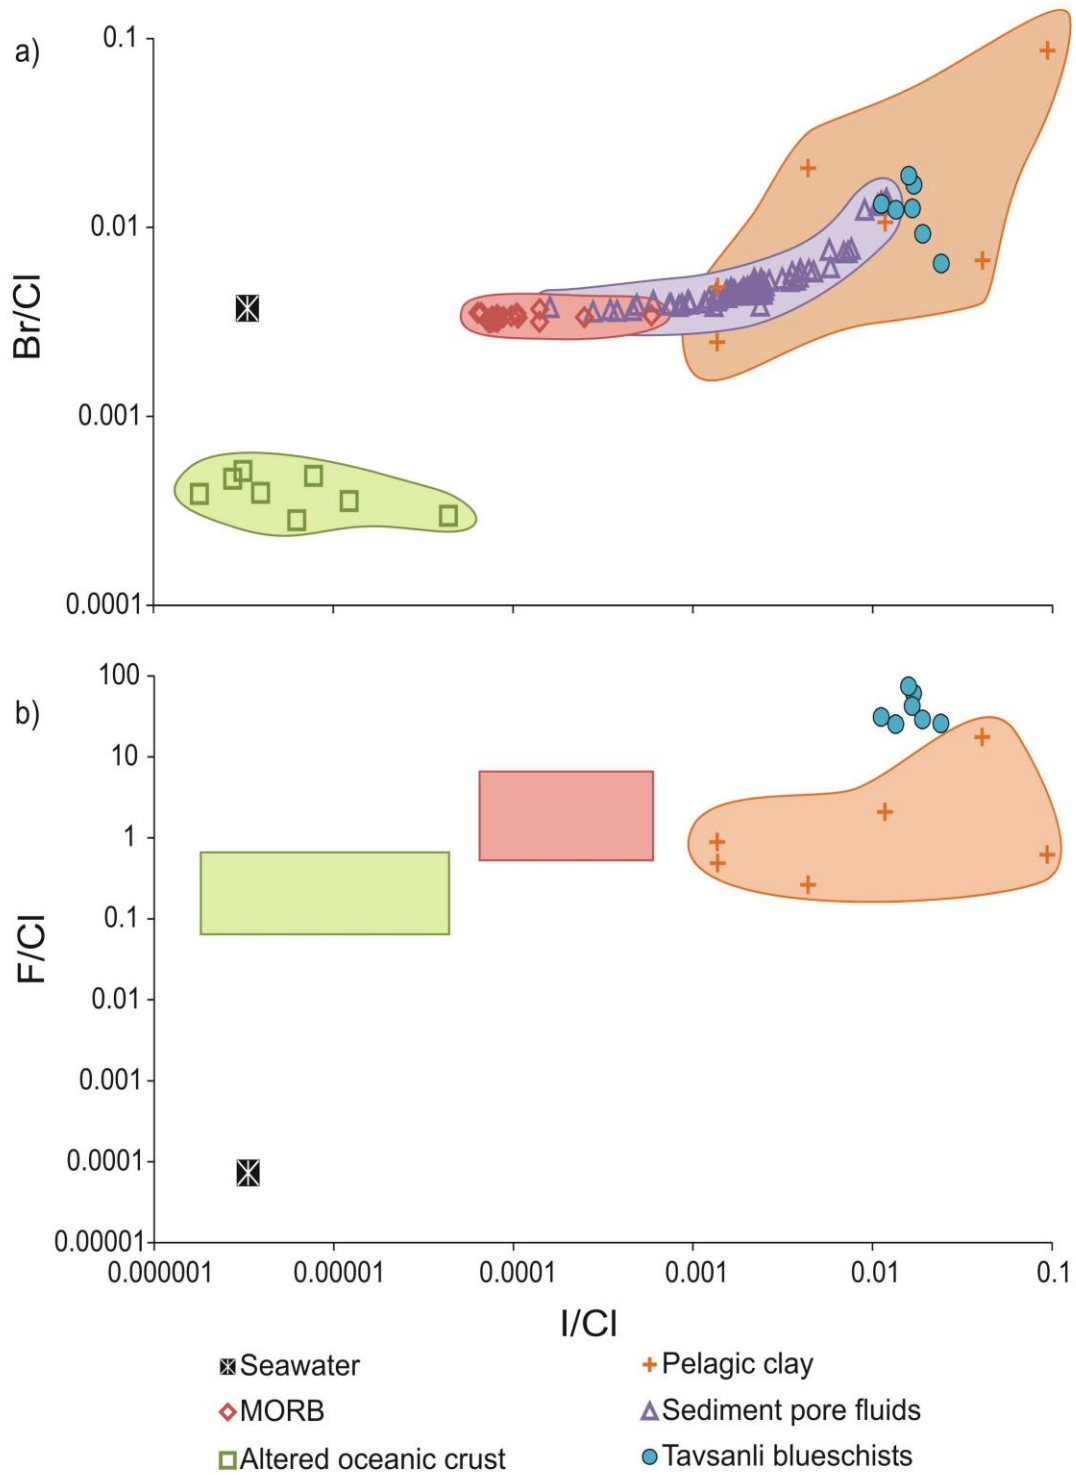 a)
0.1
0.01
Br/Cl
0.001
0.0001
100
b)
10
1
0.1
F/Cl
0.01
0.001
0.0001
0.00001
0.000001 0.00001 0.0001 0.001 0.01 0.1
I/Cl
Seawater Pelagic clay
MORB Sediment pore fluids
Altered oceanic crust Tavsanli blueschists